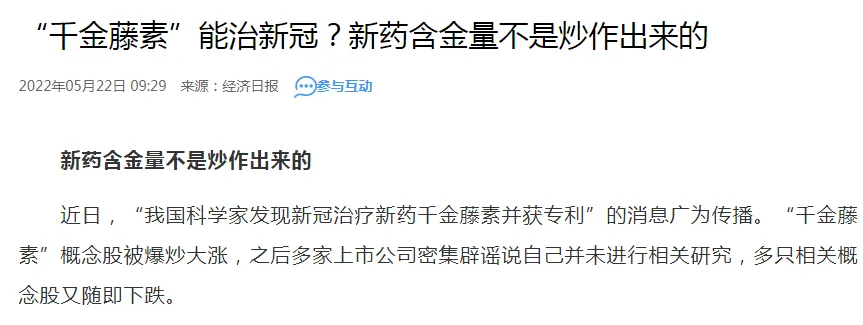 “千金藤素”能治新冠？新药含金量不是炒作出来的
2022年05月22日 09:29 来源：经济日报 参与互动
新药含金量不是炒作出来的
近日，“我国科学家发现新冠治疗新药千金藤素并获专利”的消息广为传播。“千金藤
素”概念股被爆炒大涨，之后多家上市公司密集辟谣说自己并未进行相关研究，多只相关概
念股又随即下跌。